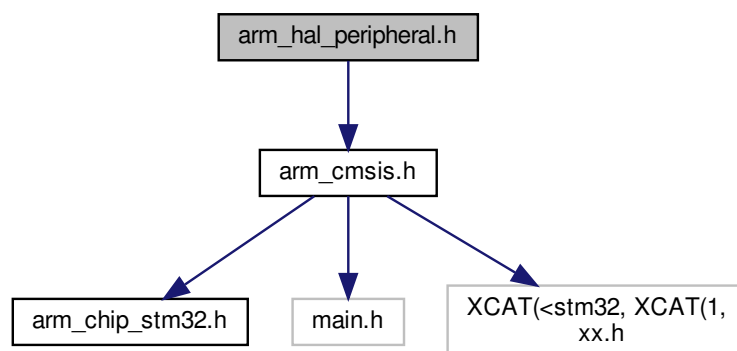 arm_hal_peripheral.h
arm_cmsis.h
arm_chip_stm32.h
main.h
XCAT(<stm32, XCAT(1,
xx.h